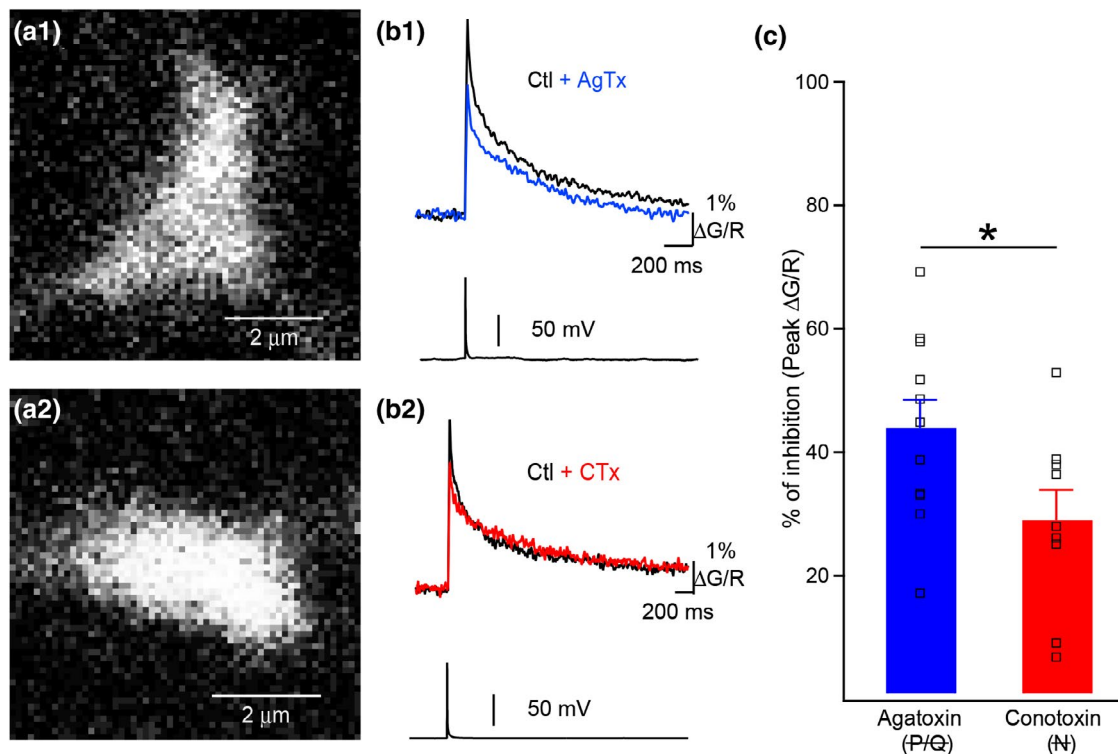 (a1)
2 μm
(b1)
Ctl + AgTx
1%
ΔG/R
200 ms
50 mV
(a2)
2 μm
(b2)
Ctl + CTx
1%
ΔG/R
200 ms
50 mV
(c)
% of inhibition (Peak ΔG/R)
100
80
60
40
20
*
Agatoxin
(P/Q)
Conotoxin
(N)